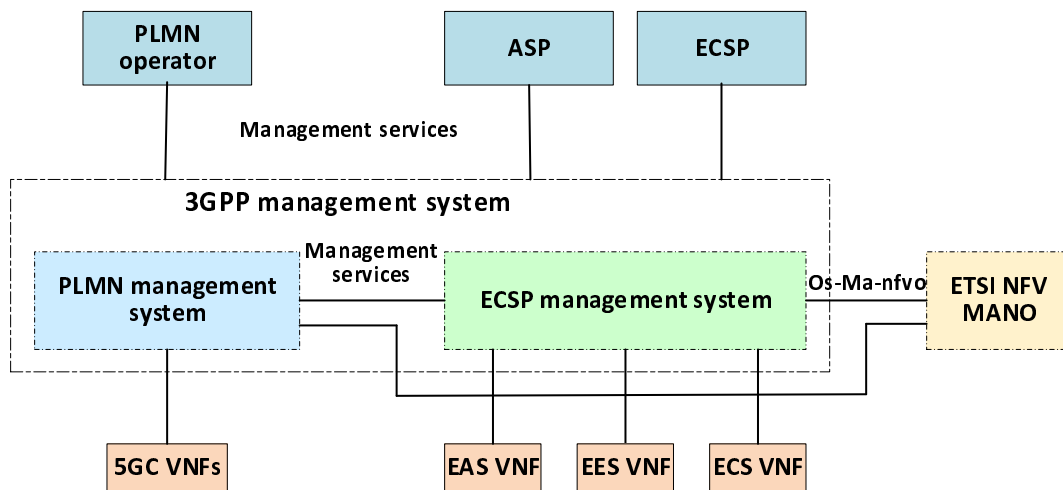 PLMN
operator
ASP
ECSP
Management services
3GPP management system
Management
services
PLMN management
system
ECSP management system
Os-Ma-nfvo
ETSI NFV
MANO
5GC VNFs
EAS VNF
EES VNF
ECS VNF